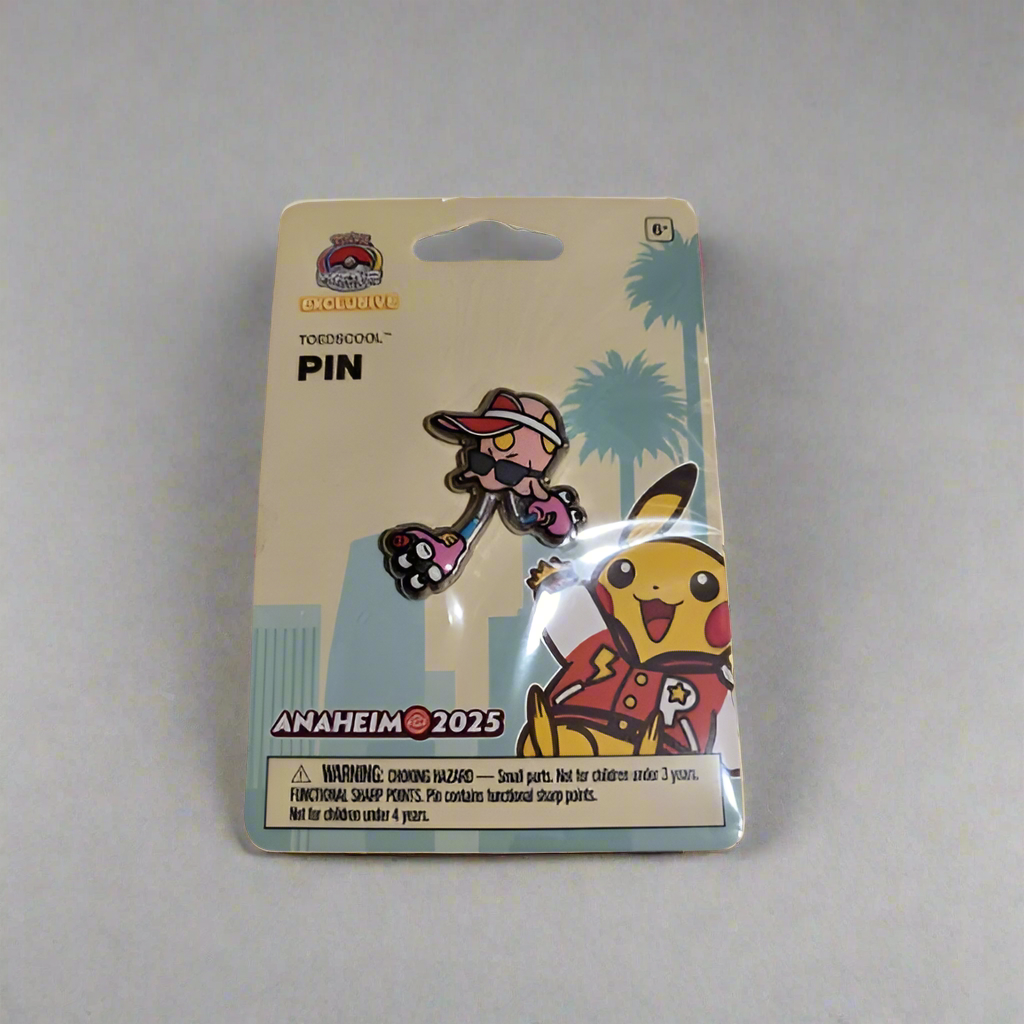 EXCLUSIVE
6+
TOEDSCOOL™
PIN
ANAHEIM 2025
⚠ WARNING: CHOKING HAZARD — Small parts. Not for children under 3 years.
FUNCTIONAL SHARP POINTS. Pin contains functional sharp points.
Not for children under 4 years.